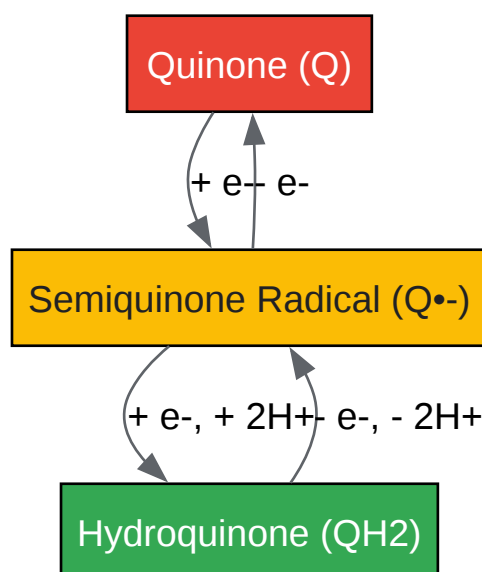 Quinone (Q)
+ e-
- e-
Semiquinone Radical (Q•-)
+ e-, + 2H+
- e-, - 2H+
Hydroquinone (QH2)